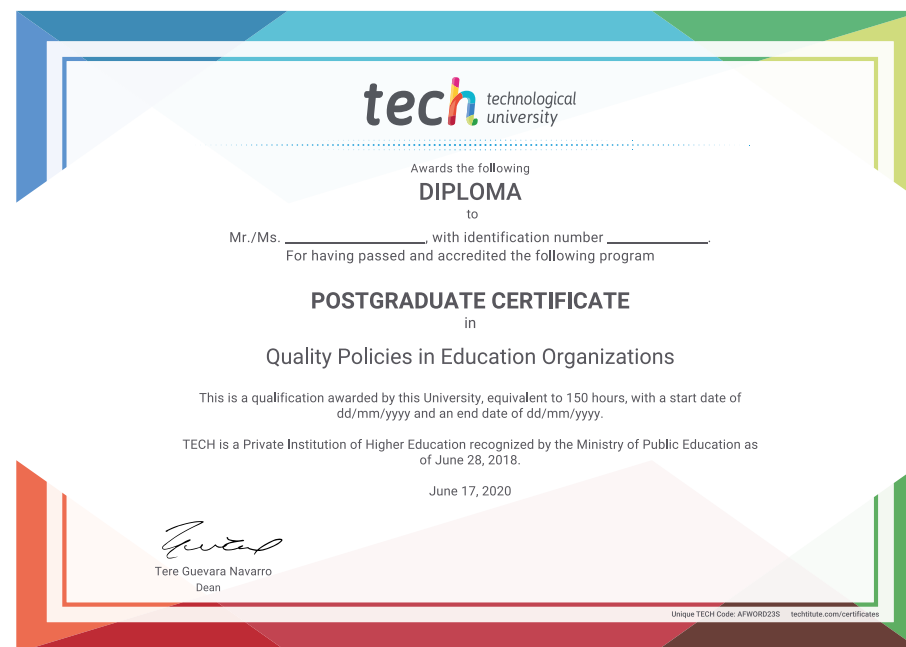 tech technological
university
Awards the following
DIPLOMA
to
Mr./Ms. ____________________, with identification number ______________.
For having passed and accredited the following program
POSTGRADUATE CERTIFICATE
in
Quality Policies in Education Organizations
This is a qualification awarded by this University, equivalent to 150 hours, with a start date of
dd/mm/yyyy and an end date of dd/mm/yyyy.
TECH is a Private Institution of Higher Education recognized by the Ministry of Public Education as
of June 28, 2018.
June 17, 2020
Tere Guevara Navarro
Dean
Unique TECH Code: AFWORD23S techtitute.com/certificates